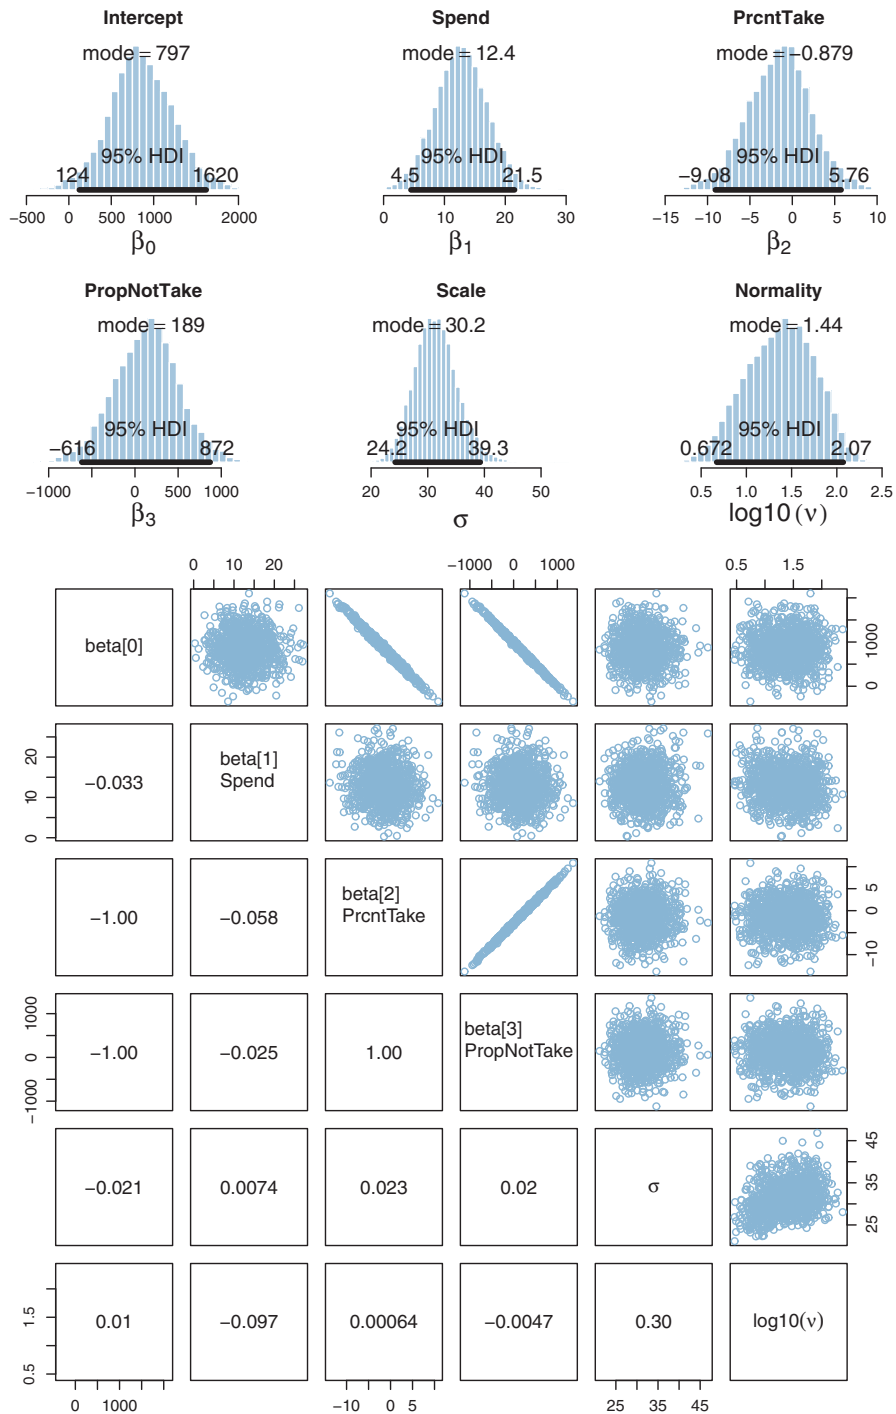 Intercept Spend PrcntTake
mode = 797 mode = 12.4 mode = −0.879
95% HDI 95% HDI 95% HDI
124 1620 4.5 21.5 −9.08 5.76
−500 0 500 1000 2000 0 10 20 30 −15 −10 −5 0 5 10
β0 β1 β2
PropNotTake Scale Normality
mode = 189 mode = 30.2 mode = 1.44
95% HDI 95% HDI 95% HDI
−616 872 24.2 39.3 0.672 2.07
−1000 0 500 1000 20 30 40 50 0.5 1.0 1.5 2.0 2.5
β3 σ log10(ν)
0 10 20 −1000 0 1000 0.5 1.5
beta[0] 0 1000
0 10 20 −0.033 beta[1]
Spend
−1.00 −0.058 beta[2]
PrcntTake −10 0 5
−1000 0 1000 −1.00 −0.025 1.00 beta[3]
PropNotTake
−0.021 0.0074 0.023 0.02 σ 25 35 45
0.5 1.5 0.01 −0.097 0.00064 −0.0047 0.30 log10(ν)
0 1000 −10 0 5 25 35 45